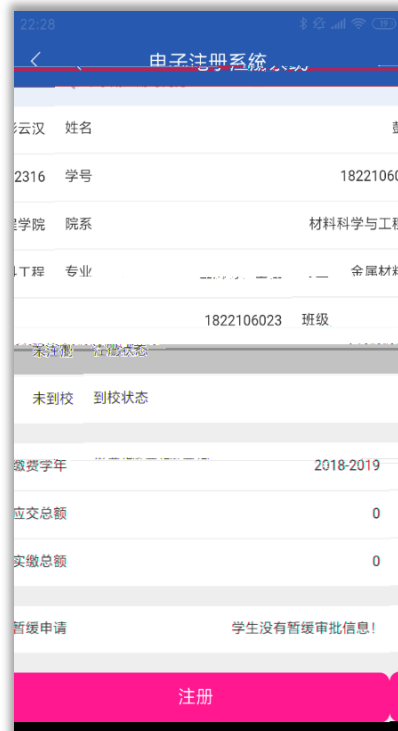 22:28 19
电子注册系统
云汉 姓名
2316 学号 1822106
学院 院系 材料科学与工程
工程 专业 金属材料
1822106023 班级
未注册 注册状态
未到校 到校状态
缴费学年 2018-2019
应交总额 0
实缴总额 0
暂缓申请 学生没有暂缓审批信息!
注册